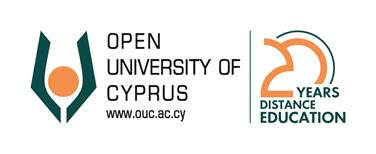 OPEN
UNIVERSITY OF
CYPRUS
www.ouc.ac.cy
20
YEARS
DISTANCE
EDUCATION